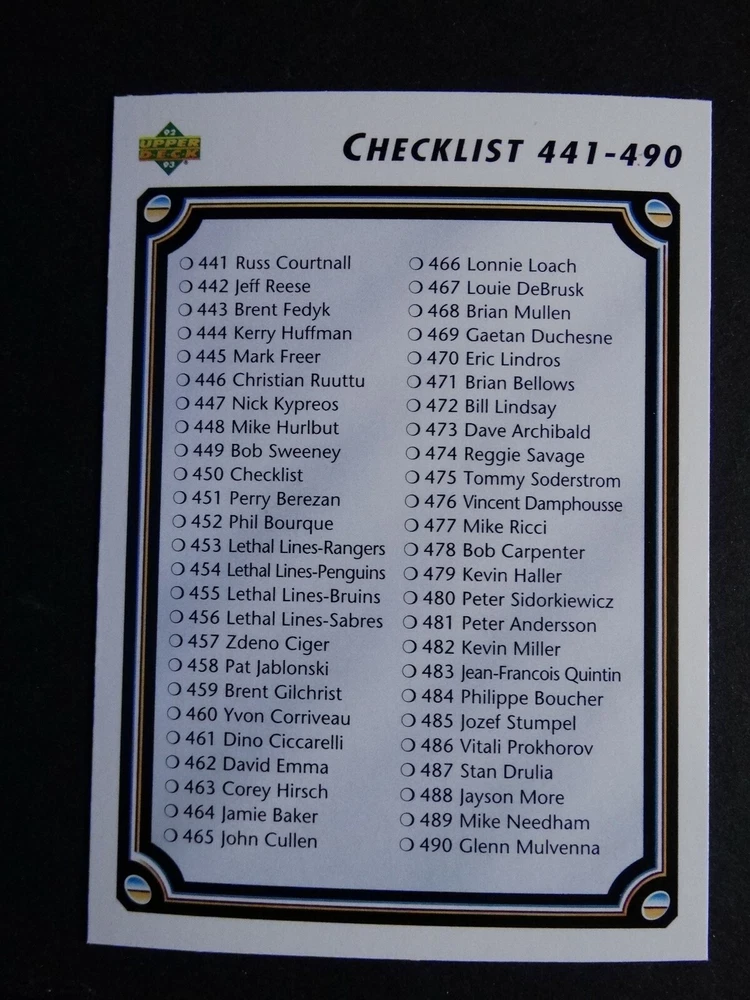 92
UPPER
DECK
93
CHECKLIST 441-490
441 Russ Courtnall
442 Jeff Reese
443 Brent Fedyk
444 Kerry Huffman
445 Mark Freer
446 Christian Ruuttu
447 Nick Kypreos
448 Mike Hurlbut
449 Bob Sweeney
450 Checklist
451 Perry Berezan
452 Phil Bourque
453 Lethal Lines-Rangers
454 Lethal Lines-Penguins
455 Lethal Lines-Bruins
456 Lethal Lines-Sabres
457 Zdeno Ciger
458 Pat Jablonski
459 Brent Gilchrist
460 Yvon Corriveau
461 Dino Ciccarelli
462 David Emma
463 Corey Hirsch
464 Jamie Baker
465 John Cullen
466 Lonnie Loach
467 Louie DeBrusk
468 Brian Mullen
469 Gaetan Duchesne
470 Eric Lindros
471 Brian Bellows
472 Bill Lindsay
473 Dave Archibald
474 Reggie Savage
475 Tommy Soderstrom
476 Vincent Damphousse
477 Mike Ricci
478 Bob Carpenter
479 Kevin Haller
480 Peter Sidorkiewicz
481 Peter Andersson
482 Kevin Miller
483 Jean-Francois Quintin
484 Philippe Boucher
485 Jozef Stumpel
486 Vitali Prokhorov
487 Stan Drulia
488 Jayson More
489 Mike Needham
490 Glenn Mulvenna